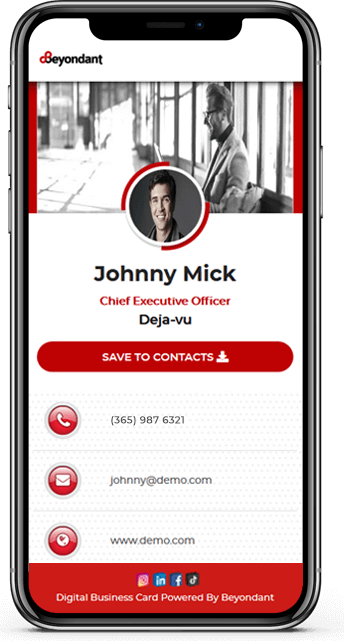 Beyondant
Johnny Mick
Chief Executive Officer
Deja-vu
SAVE TO CONTACTS
(365) 987 6321
johnny@demo.com
www.demo.com
Digital Business Card Powered By Beyondant